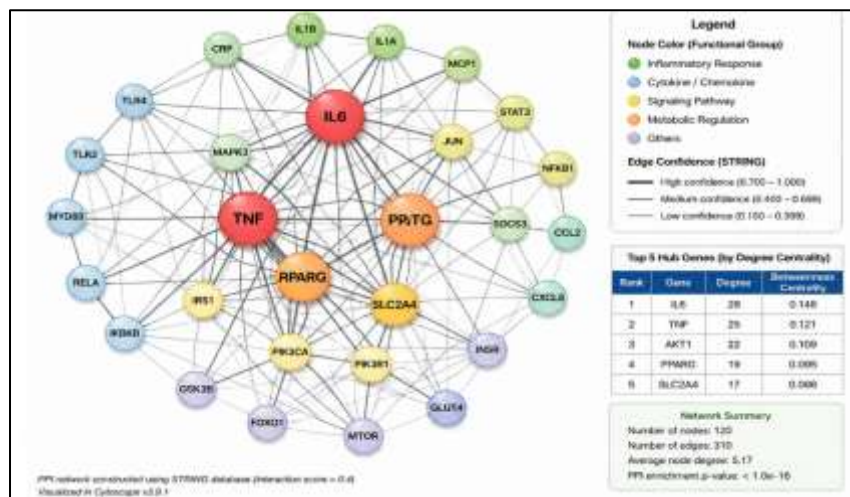 Legend
Node Color (Functional Group)
Inflammatory Response
Cytokine / Chemokine
Signaling Pathway
Metabolic Regulation
Others
Edge Confidence (STRING)
High confidence (0.700 – 1.000)
Medium confidence (0.400 – 0.699)
Low confidence (0.150 – 0.399)
IL1B
IL1A
CRP
MCP1
TLR4
IL6
STAT3
MAPK3
JUN
TLR2
NFKB1
MYD88
TNF
SOCS3
CCL2
RELA
RPARG
IRS1
SLC2A4
CXCL8
IKBKB
PIK3CA
PIK3R1
INSR
GSK3B
FOXO1
MTOR
GLUT4
Top 5 Hub Genes (by Degree Centrality)
Rank Gene Degree Betweenness Centrality
1 IL6 28 0.146
2 TNF 25 0.121
3 AKT1 22 0.109
4 PPARG 19 0.095
5 SLC2A4 17 0.088
Network Summary
Number of nodes: 120
Number of edges: 310
Average node degree: 5.17
PPI enrichment p-value: < 1.0e-16
PPI network constructed using STRING database (interaction score > 0.4)
Visualized in Cytoscape v3.9.1